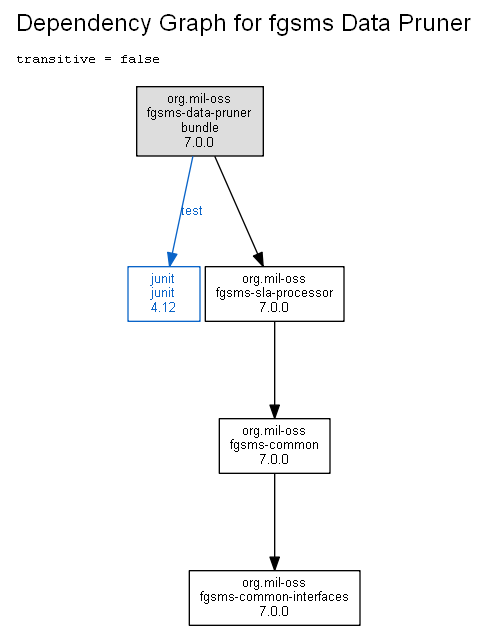 Dependency Graph for fgsms Data Pruner
transitive = false
org.mil-oss
fgsms-data-pruner
bundle
7.0.0
test
junit
junit
4.12
org.mil-oss
fgsms-sla-processor
7.0.0
org.mil-oss
fgsms-common
7.0.0
org.mil-oss
fgsms-common-interfaces
7.0.0